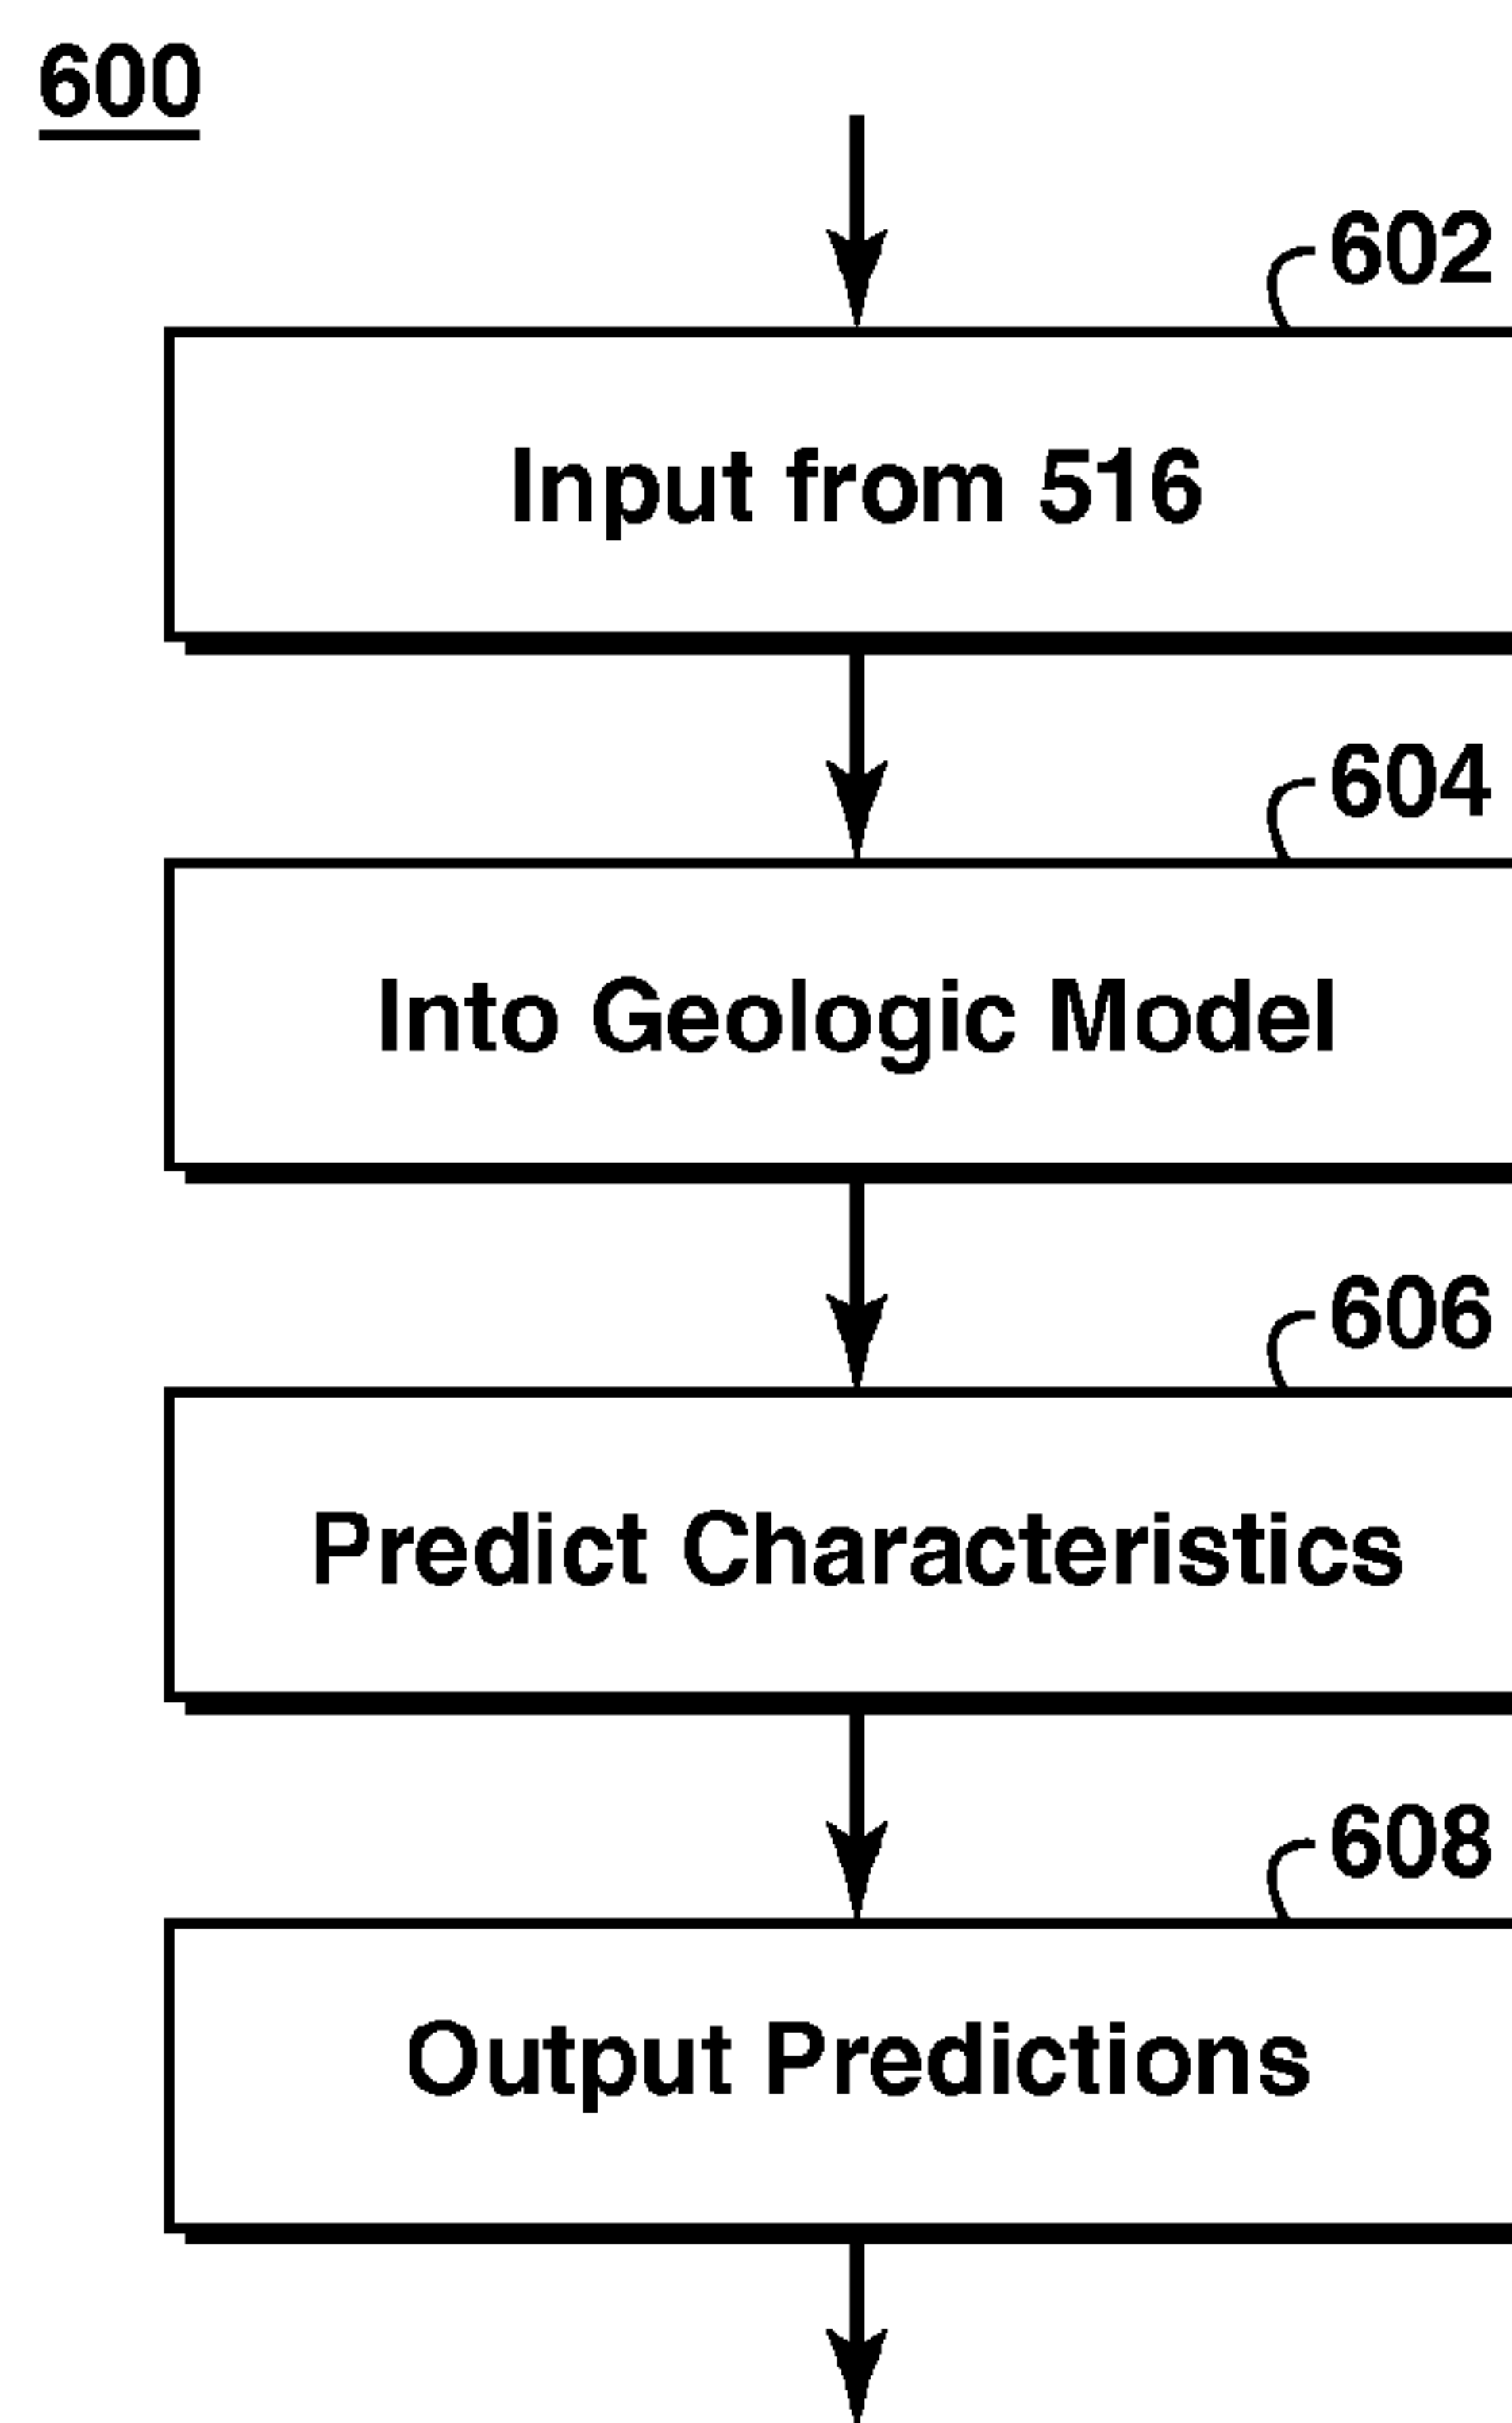 600
602
Input from 516
604
Into Geologic Model
606
Predict Characteristics
608
Output Predictions